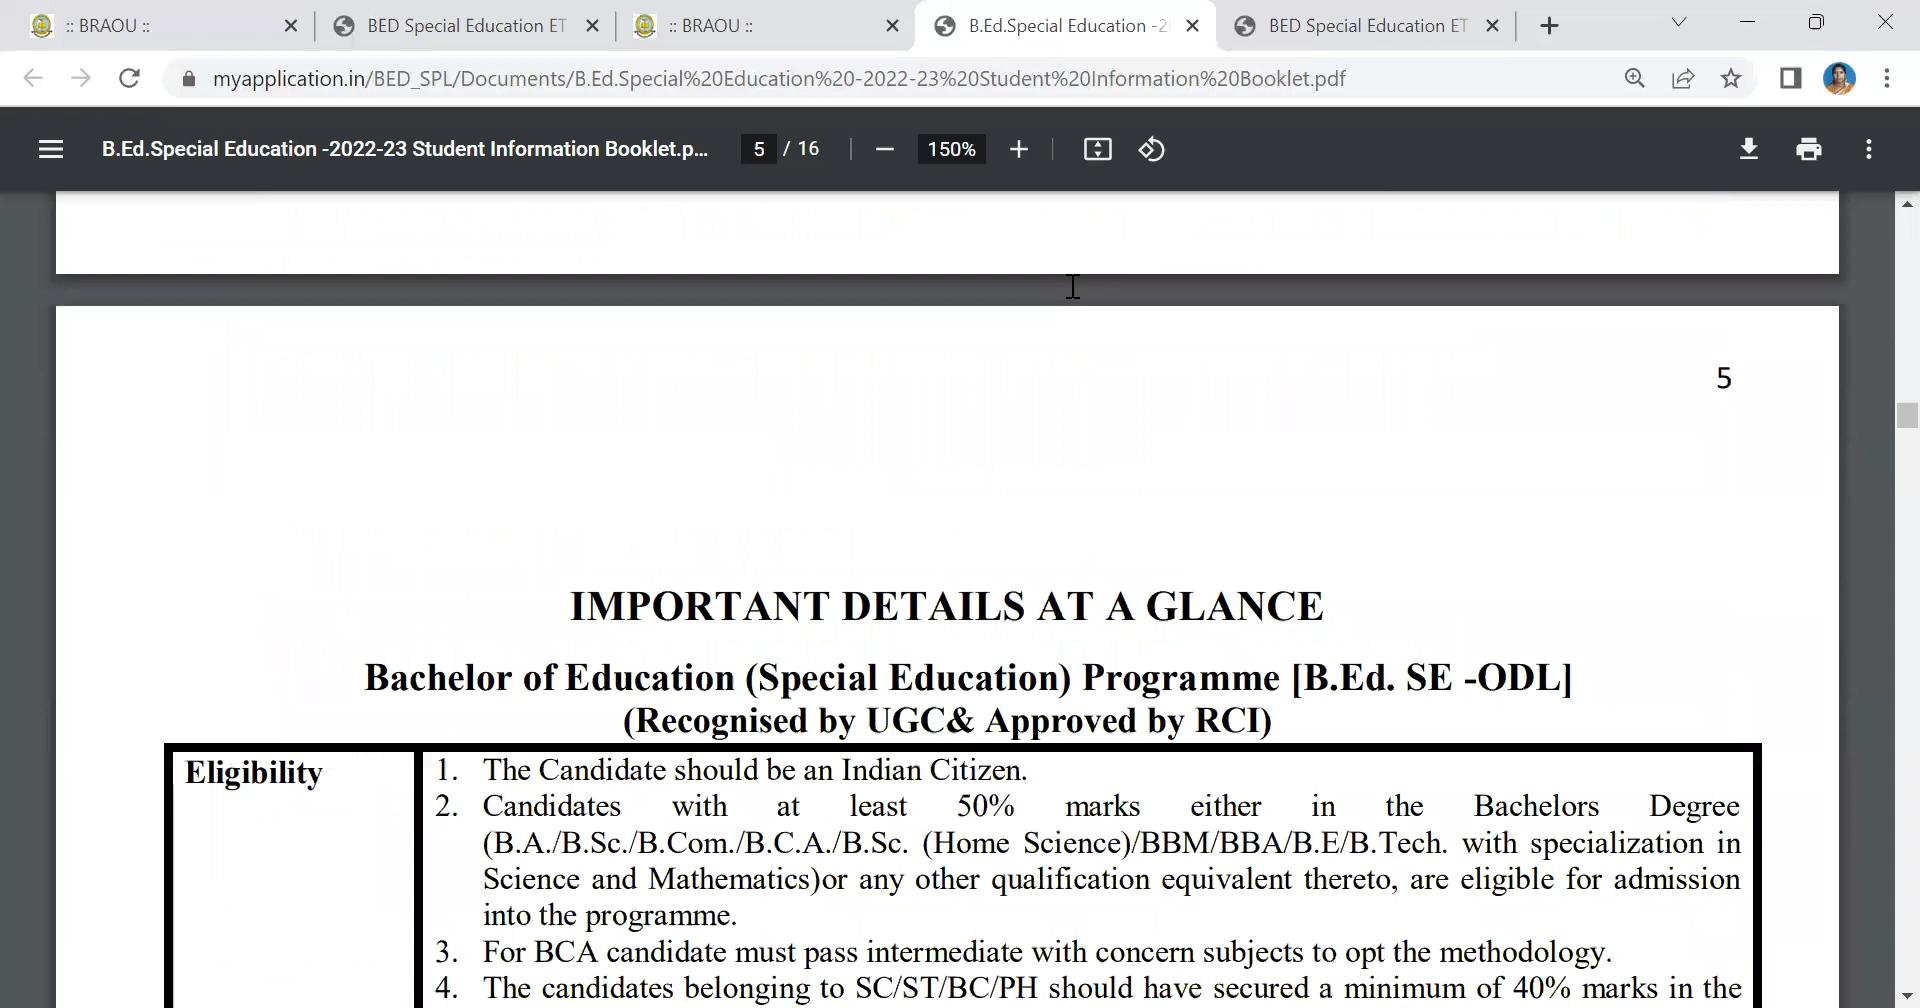 :: BRAOU ::
BED Special Education ET
:: BRAOU ::
B.Ed.Special Education -2
BED Special Education ET
myapplication.in/BED_SPL/Documents/B.Ed.Special%20Education%20-2022-23%20Student%20Information%20Booklet.pdf
B.Ed.Special Education -2022-23 Student Information Booklet.p...
5 / 16
150%
5
IMPORTANT DETAILS AT A GLANCE
Bachelor of Education (Special Education) Programme [B.Ed. SE -ODL]
(Recognised by UGC& Approved by RCI)
Eligibility
1. The Candidate should be an Indian Citizen.
2. Candidates with at least 50% marks either in the Bachelors Degree
(B.A./B.Sc./B.Com./B.C.A./B.Sc. (Home Science)/BBM/BBA/B.E/B.Tech. with specialization in
Science and Mathematics)or any other qualification equivalent thereto, are eligible for admission
into the programme.
3. For BCA candidate must pass intermediate with concern subjects to opt the methodology.
4. The candidates belonging to SC/ST/BC/PH should have secured a minimum of 40% marks in the